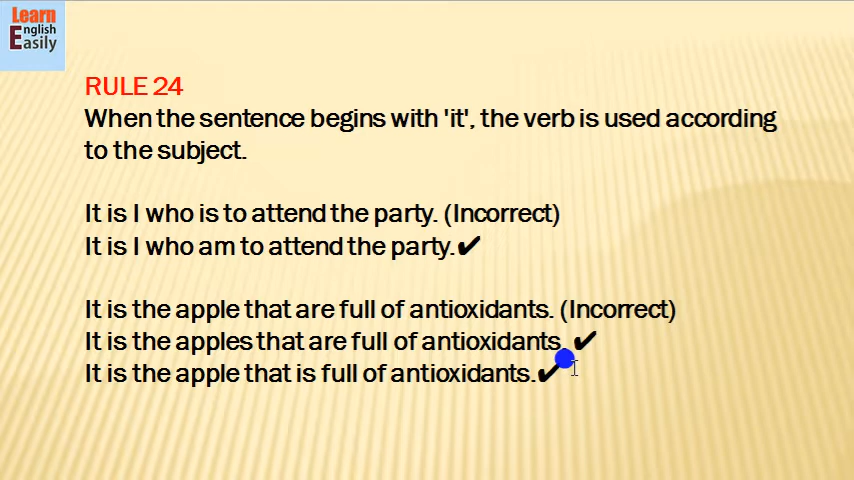 Learn
English
Easily
RULE 24
When the sentence begins with 'it', the verb is used according
to the subject.
It is I who is to attend the party. (Incorrect)
It is I who am to attend the party.✔
It is the apple that are full of antioxidants. (Incorrect)
It is the apples that are full of antioxidants. ✔
It is the apple that is full of antioxidants.✔